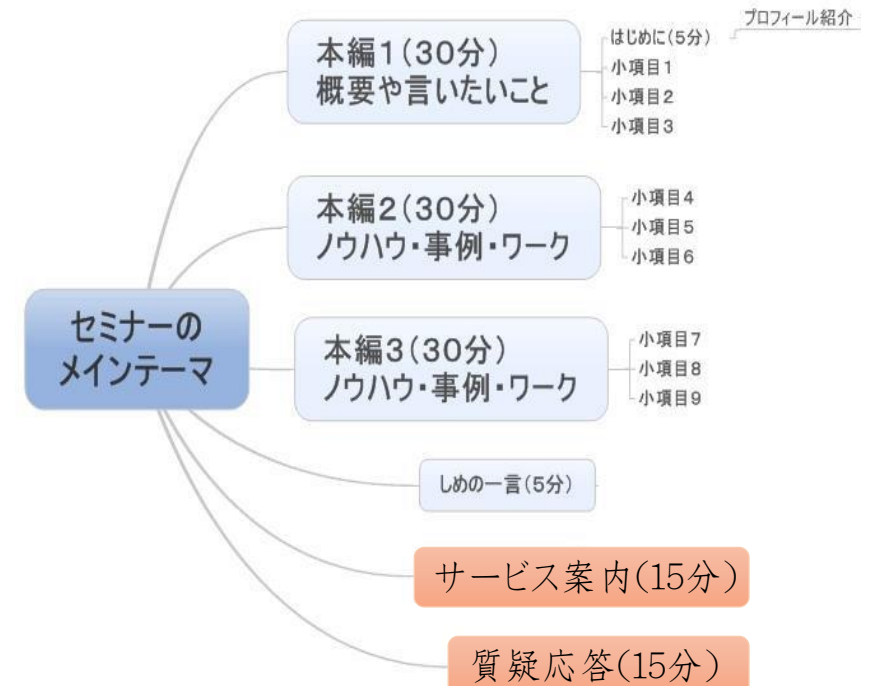 プロフィール紹介
はじめに(5分)
本編1(30分)
概要や言いたいこと
小項目1
小項目2
小項目3
本編2(30分)
ノウハウ・事例・ワーク
小項目4
小項目5
小項目6
セミナーの
メインテーマ
本編3(30分)
ノウハウ・事例・ワーク
小項目7
小項目8
小項目9
しめの一言(5分)
サービス案内(15分)
質疑応答(15分)